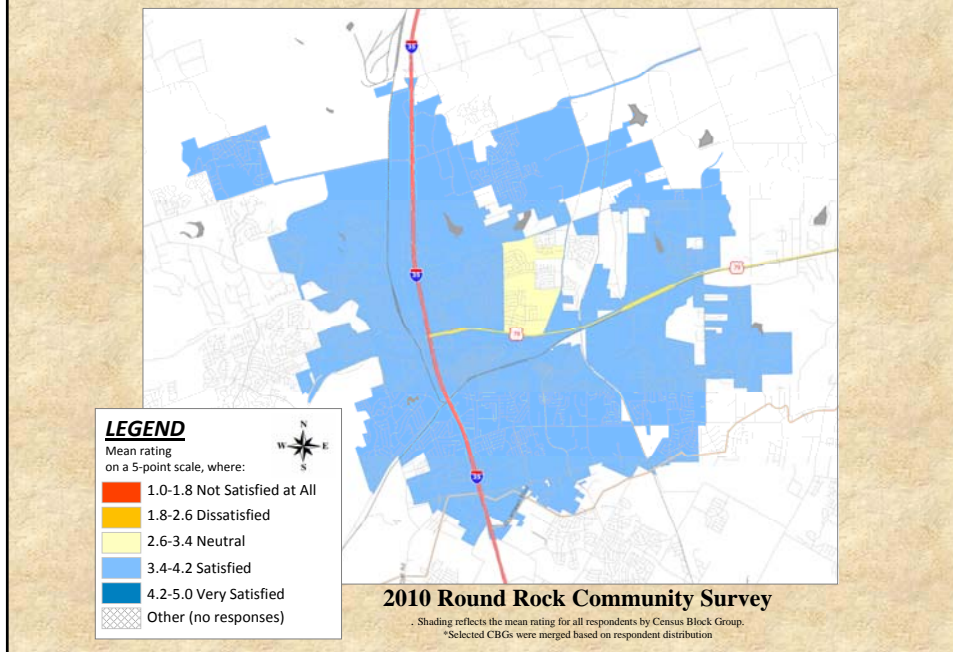 35
35
79
79
35
LEGEND
Mean rating
on a 5-point scale, where:
N
W E
S
1.0-1.8 Not Satisfied at All
1.8-2.6 Dissatisfied
2.6-3.4 Neutral
3.4-4.2 Satisfied
4.2-5.0 Very Satisfied
Other (no responses)
2010 Round Rock Community Survey
. Shading reflects the mean rating for all respondents by Census Block Group.
*Selected CBGs were merged based on respondent distribution